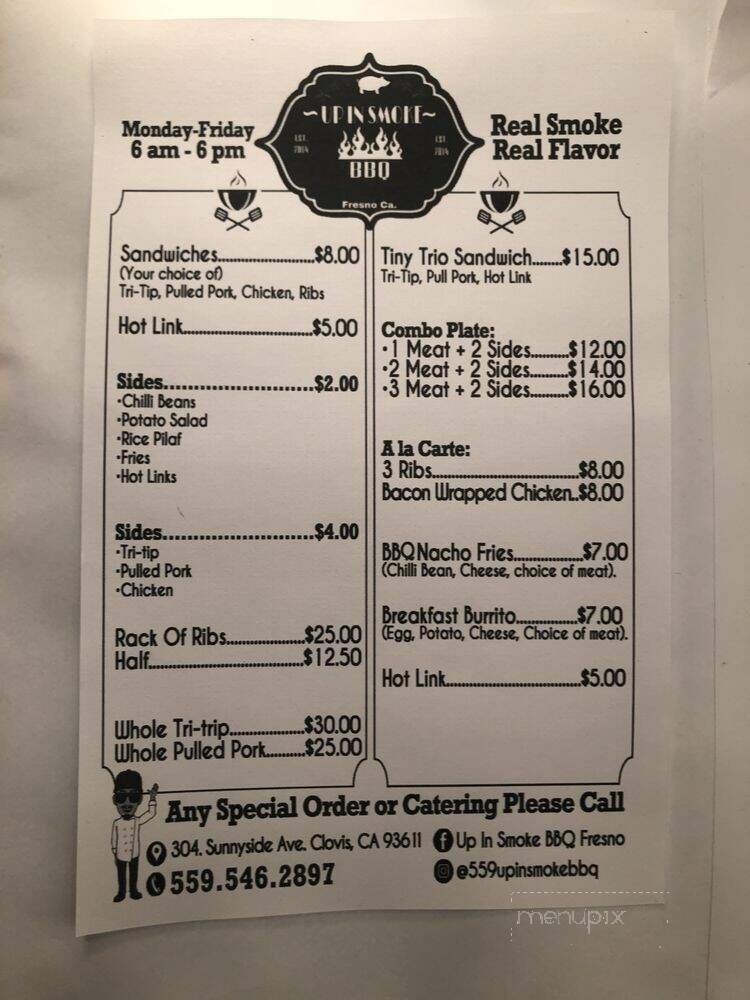 Monday-Friday
6 am - 6 pm
~UP IN SMOKE~
EST. 2014
EST. 2014
BBQ
Fresno Ca.
Real Smoke
Real Flavor
Sandwiches.......................$8.00
(Your choice of)
Tri-Tip, Pulled Pork, Chicken, Ribs
Hot Link...............................$5.00
Sides.........................$2.00
•Chilli Beans
•Potato Salad
•Rice Pilaf
•Fries
•Hot Links
Sides.........................$4.00
•Tri-tip
•Pulled Pork
•Chicken
Rack Of Ribs...................$25.00
Half.....................................$12.50
Whole Tri-trip..................$30.00
Whole Pulled Pork.........$25.00
Tiny Trio Sandwich.......$15.00
Tri-Tip, Pull Pork, Hot Link
Combo Plate:
•1 Meat + 2 Sides.........$12.00
•2 Meat + 2 Sides.........$14.00
•3 Meat + 2 Sides.........$16.00
A la Carte:
3 Ribs...................................$8.00
Bacon Wrapped Chicken..$8.00
BBQ Nacho Fries.................$7.00
(Chilli Bean, Cheese, choice of meat).
Breakfast Burrito...............$7.00
(Egg, Potato, Cheese, Choice of meat).
Hot Link................................$5.00
Any Special Order or Catering Please Call
304. Sunnyside Ave. Clovis, CA 93611
Up In Smoke BBQ Fresno
559.546.2897
@559upinsmokebbq
menupix